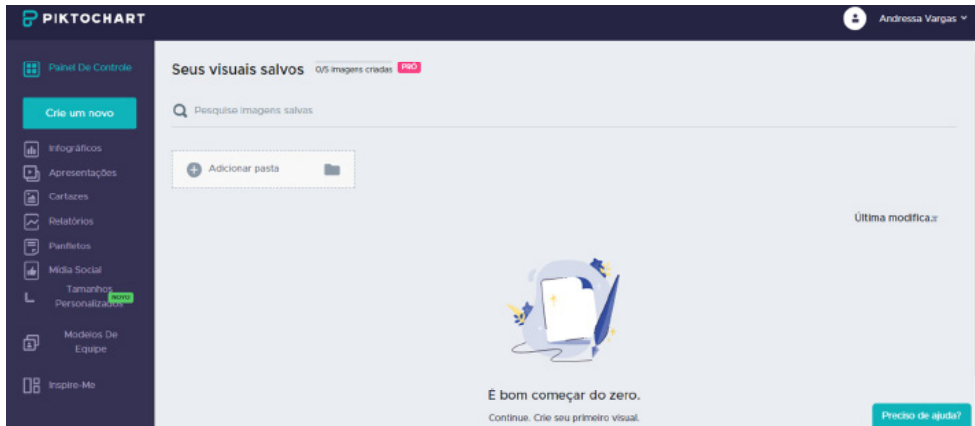 PIKTOCHART
Andressa Vargas
Painel De Controle
Crie um novo
Infográficos
Apresentações
Cartazes
Relatórios
Panfletos
Mídia Social
Tamanhos
Personalizados
NOVO
Modelos De
Equipe
Inspire-Me
Seus visuais salvos 0/5 imagens criadas PRÓ
Pesquise imagens salvas
Adicionar pasta
Última modifica
É bom começar do zero.
Continue. Crie seu primeiro visual.
Preciso de ajuda?